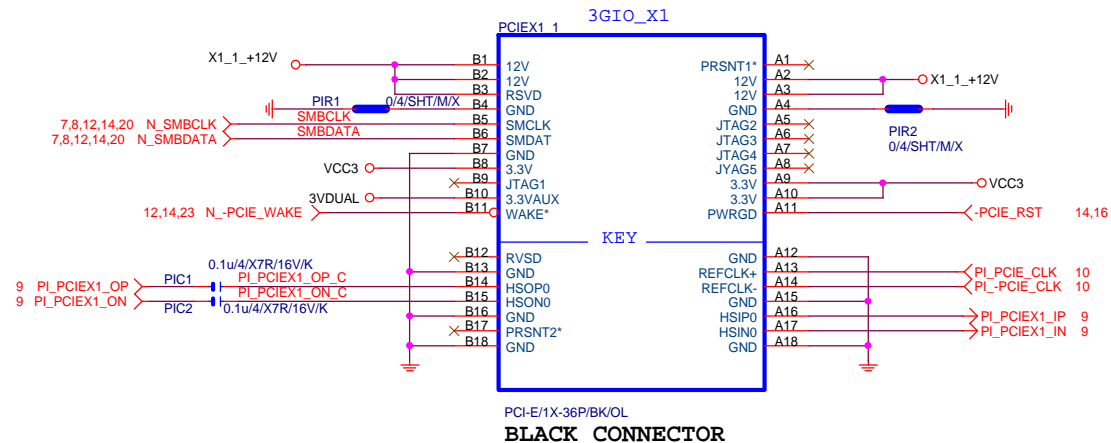 3GIO_X1
PCIEX1_1
X1_1_+12V
B1 12V PRSNT1* A1
B2 12V 12V A2
X1_1_+12V
B3 RSVD 12V A3
PIR1 0/4/SHT/M/X
B4 GND GND A4
SMBCLK
7,8,12,14,20 N_SMBCLK B5 SMCLK JTAG2 A5
SMBDATA
7,8,12,14,20 N_SMBDATA B6 SMDAT JTAG3 A6
PIR2
0/4/SHT/M/X
B7 GND JTAG4 A7
VCC3 B8 3.3V JYAG5 A8
B9 JTAG1 3.3V A9 VCC3
3VDUAL B10 3.3VAUX 3.3V A10
12,14,23 N_-PCIE_WAKE B11 WAKE* PWRGD A11 -PCIE_RST 14,16
KEY
B12 RVSD GND A12
0.1u/4/X7R/16V/K
B13 GND REFCLK+ A13 PI_PCIE_CLK 10
PIC1 PI_PCIEX1_OP_C
9 PI_PCIEX1_OP B14 HSOP0 REFCLK- A14 PI_-PCIE_CLK 10
PI_PCIEX1_ON_C
9 PI_PCIEX1_ON B15 HSON0 GND A15
PIC2 0.1u/4/X7R/16V/K
B16 GND HSIP0 A16 PI_PCIEX1_IP 9
B17 PRSNT2* HSIN0 A17 PI_PCIEX1_IN 9
B18 GND GND A18
PCI-E/1X-36P/BK/OL
BLACK CONNECTOR